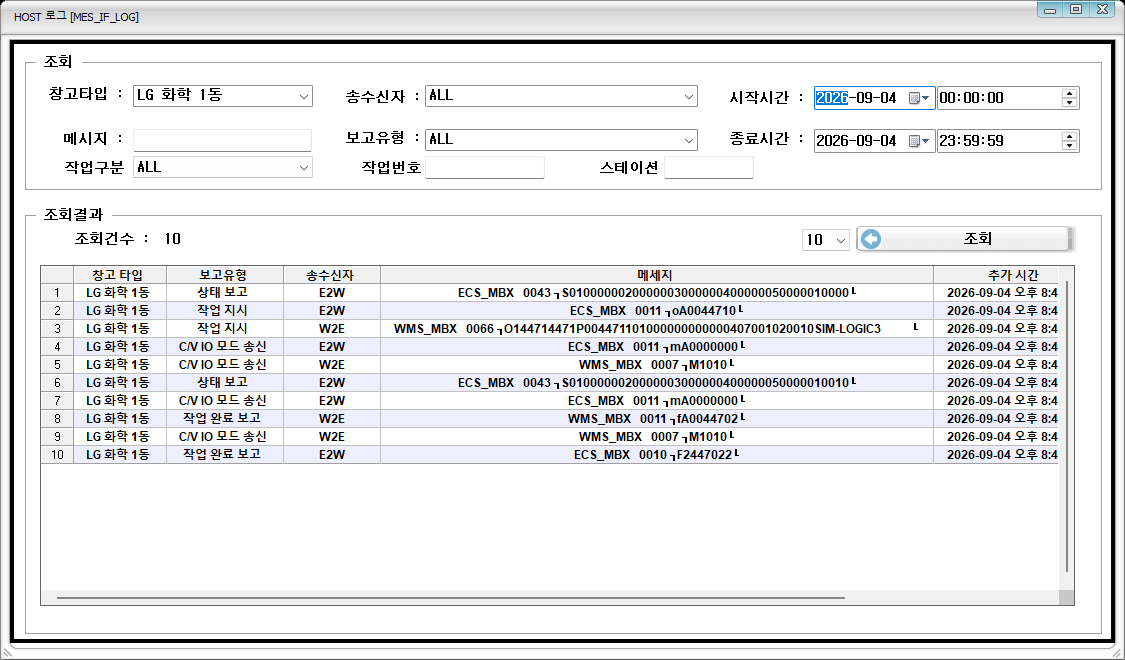 HOST 로그 [MES_IF_LOG]
조회
창고타입 : LG 화학 1동 송수신자 : ALL 시작시간 : 2026-09-04 00:00:00
메시지 : 보고유형 : ALL 종료시간 : 2026-09-04 23:59:59
작업구분 ALL 작업번호 스테이션
조회결과
조회건수 : 10 10 조회
창고 타입 보고유형 송수신자 메세지 추가 시간
1 LG 화학 1동 상태 보고 E2W ECS_MBX 0043┐S0100000020000003000000400000050000010000└ 2026-09-04 오후 8:4
2 LG 화학 1동 작업 지시 E2W ECS_MBX 0011┐oA0044710└ 2026-09-04 오후 8:4
3 LG 화학 1동 작업 지시 W2E WMS_MBX 0066┐O144714471P00447110100000000000407001020010SIM-LOGIC3 └ 2026-09-04 오후 8:4
4 LG 화학 1동 C/V IO 모드 송신 E2W ECS_MBX 0011┐mA0000000└ 2026-09-04 오후 8:4
5 LG 화학 1동 C/V IO 모드 송신 W2E WMS_MBX 0007┐M1010└ 2026-09-04 오후 8:4
6 LG 화학 1동 상태 보고 E2W ECS_MBX 0043┐S0100000020000003000000400000050000010010└ 2026-09-04 오후 8:4
7 LG 화학 1동 C/V IO 모드 송신 E2W ECS_MBX 0011┐mA0000000└ 2026-09-04 오후 8:4
8 LG 화학 1동 작업 완료 보고 W2E WMS_MBX 0011┐fA0044702└ 2026-09-04 오후 8:4
9 LG 화학 1동 C/V IO 모드 송신 W2E WMS_MBX 0007┐M1010└ 2026-09-04 오후 8:4
10 LG 화학 1동 작업 완료 보고 E2W ECS_MBX 0010┐F2447022└ 2026-09-04 오후 8:4